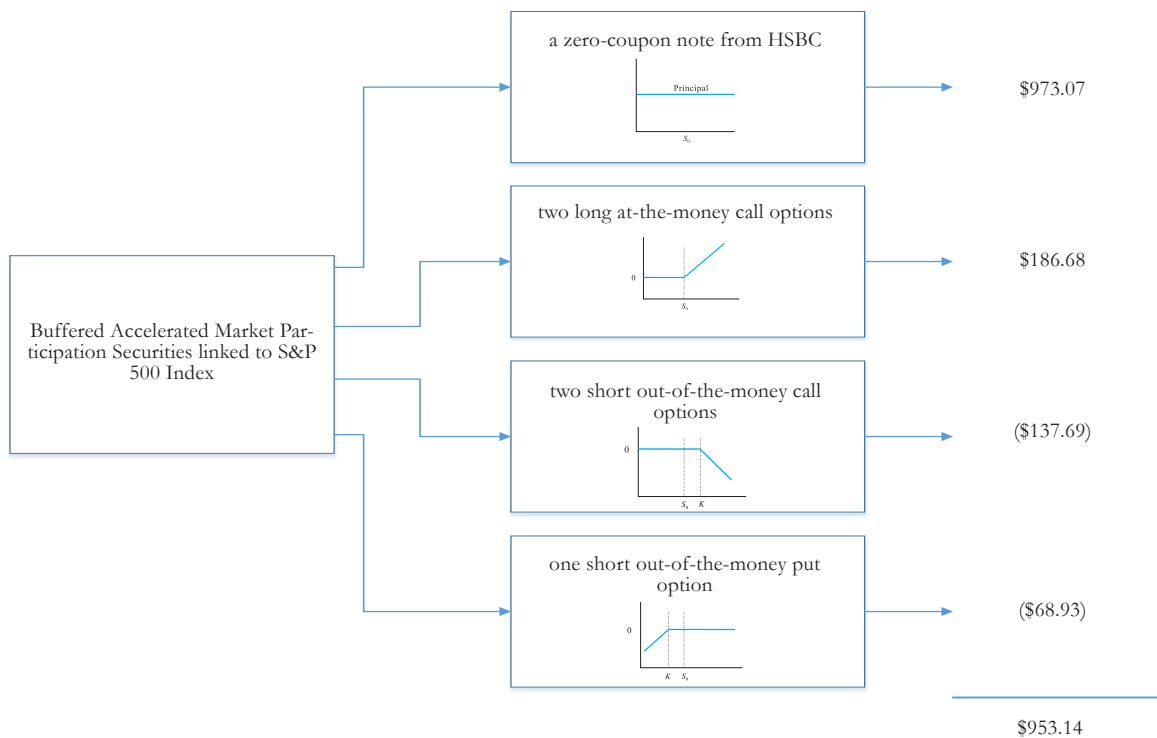 a zero-coupon note from HSBC
Principal
S₀
$973.07
two long at-the-money call options
0
S₀
$186.68
Buffered Accelerated Market Par-
ticipation Securities linked to S&P
500 Index
two short out-of-the-money call
options
0
S₀ K
($137.69)
one short out-of-the-money put
option
0
K S₀
($68.93)
$953.14